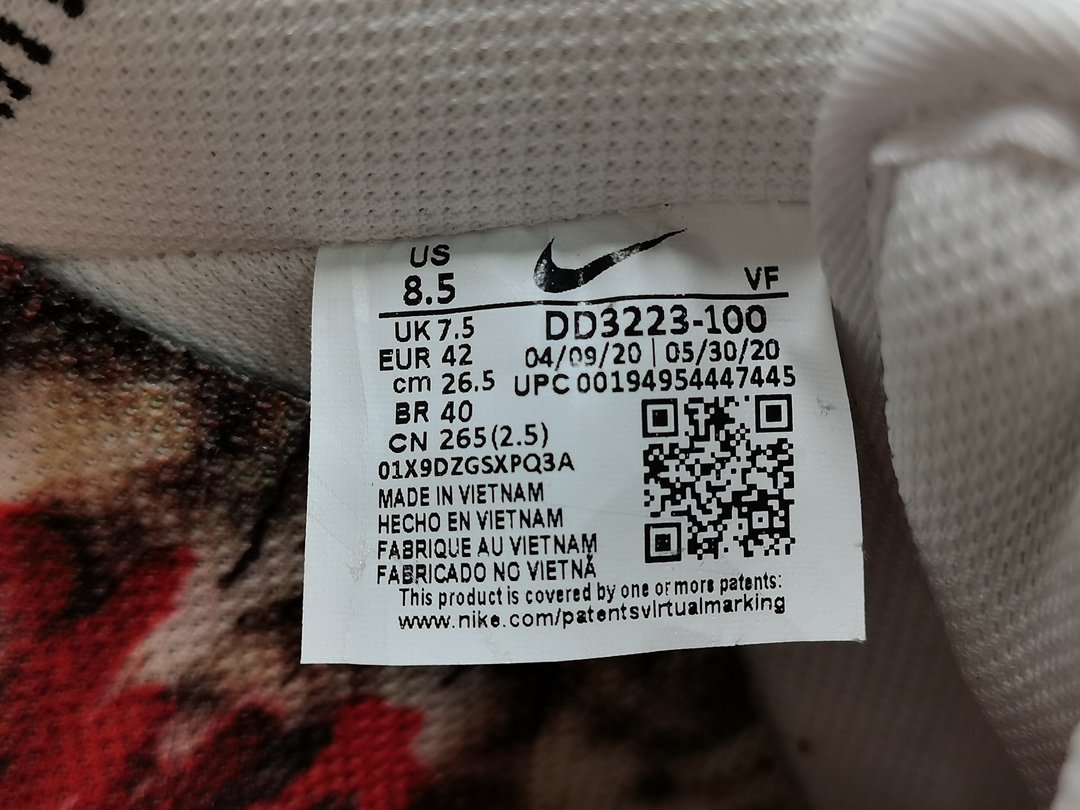 US
8.5
VF
UK 7.5
DD3223-100
EUR 42
04/09/20 | 05/30/20
cm 26.5
UPC 00194954447445
BR 40
CN 265(2.5)
01X9DZGSXPQ3A
MADE IN VIETNAM
HECHO EN VIETNAM
FABRIQUE AU VIETNAM
FABRICADO NO VIETNÃ
This product is covered by one or more patents:
www.nike.com/patentsvirtualmarking